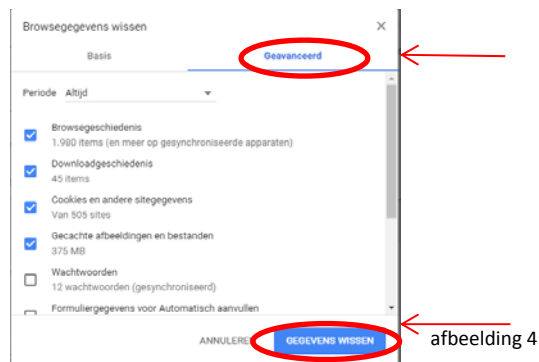 Browsegegevens wissen
Basis Geavanceerd
Periode Altijd
Browsegeschiedenis
1.980 items (en meer op gesynchroniseerde apparaten)
Downloadgeschiedenis
45 items
Cookies en andere sitegegevens
Van 505 sites
Gecachte afbeeldingen en bestanden
375 MB
Wachtwoorden
12 wachtwoorden (gesynchroniseerd)
Formuliergegevens voor Automatisch aanvullen
ANNULEREN GEGEVENS WISSEN
afbeelding 4